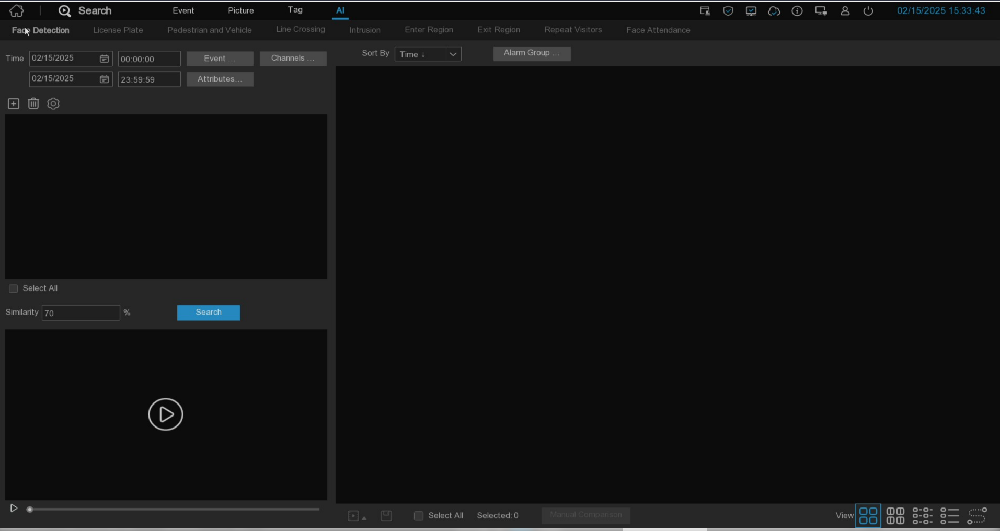 Search Event Picture Tag AI 02/15/2025 15:33:43
Face Detection License Plate Pedestrian and Vehicle Line Crossing Intrusion Enter Region Exit Region Repeat Visitors Face Attendance
Time 02/15/2025 00:00:00 Event ... Channels ... Sort By Time ↓ Alarm Group ...
02/15/2025 23:59:59 Attributes...
Select All
Similarity 70 % Search
Select All Selected: 0 Manual Comparison View